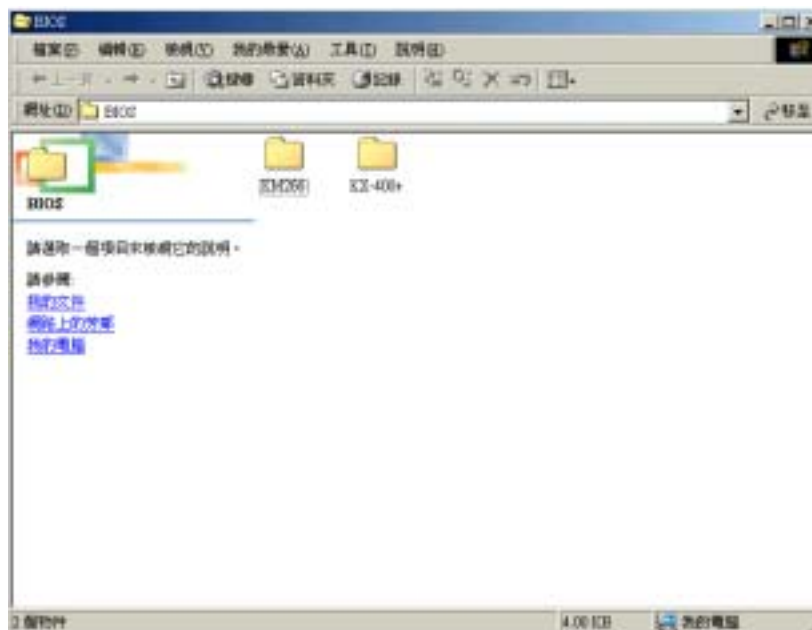 BIOS
檔案(F) 編輯(E) 檢視(V) 我的最愛(A) 工具(T) 說明(H)
上一頁 搜尋 資料夾 記錄
網址(D) BIOS 移至
KM266 KX-400+
BIOS
請選取一個項目來檢視它的說明。
請參閱:
我的文件
網路上的芳鄰
我的電腦
2 個物件 4.00 KB 我的電腦